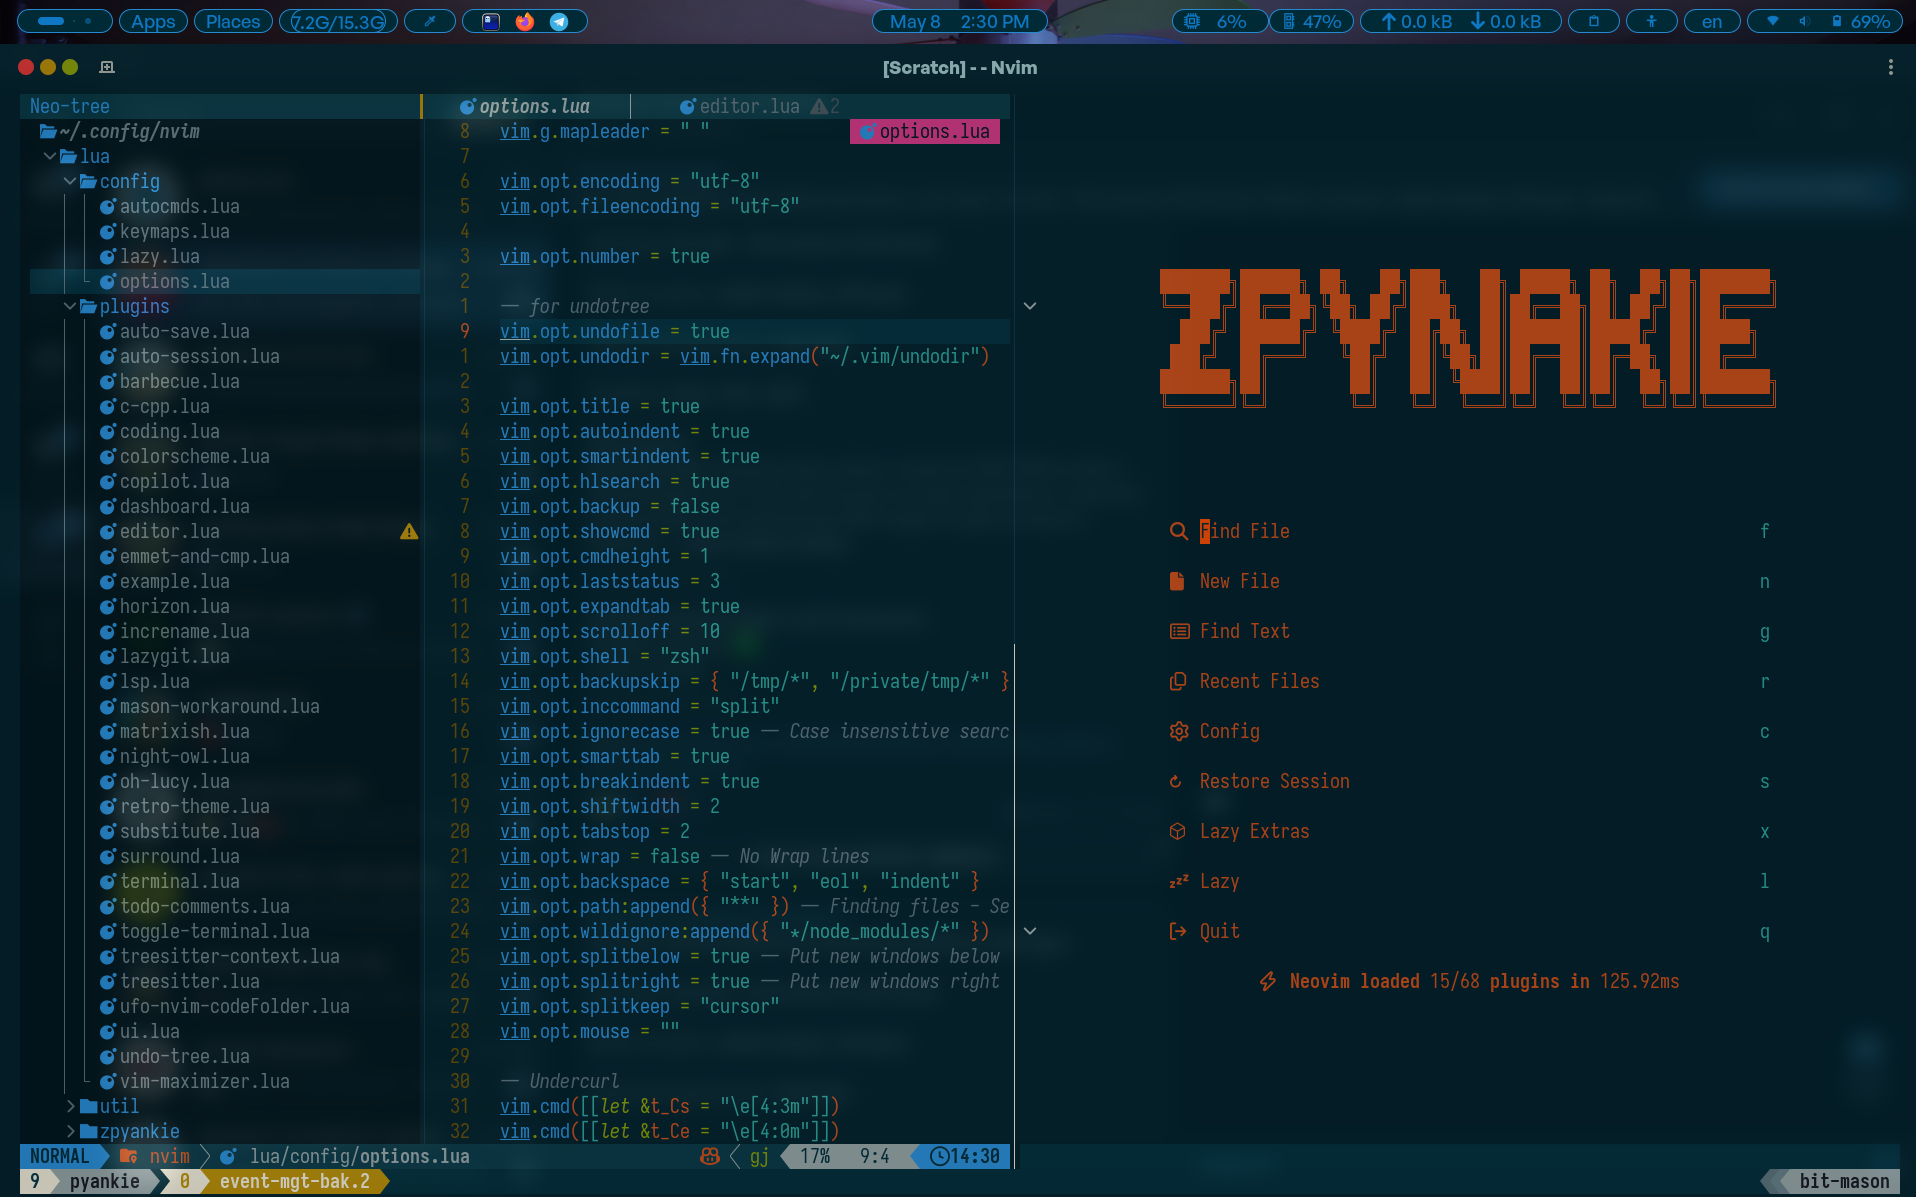 Apps Places 7.2G/15.3G May 8 2:30 PM 6% 47% 0.0 kB 0.0 kB en 69%
[Scratch] - - Nvim
Neo-tree
~/.config/nvim
lua
config
autocmds.lua
keymaps.lua
lazy.lua
options.lua
plugins
auto-save.lua
auto-session.lua
barbecue.lua
c-cpp.lua
coding.lua
colorscheme.lua
copilot.lua
dashboard.lua
editor.lua
emmet-and-cmp.lua
example.lua
horizon.lua
increname.lua
lazygit.lua
lsp.lua
mason-workaround.lua
matrixish.lua
night-owl.lua
oh-lucy.lua
retro-theme.lua
substitute.lua
surround.lua
terminal.lua
todo-comments.lua
toggle-terminal.lua
treesitter-context.lua
treesitter.lua
ufo-nvim-codeFolder.lua
ui.lua
undo-tree.lua
vim-maximizer.lua
util
zpyankie
options.lua editor.lua 2
8 vim.g.mapleader = " " options.lua
7
6 vim.opt.encoding = "utf-8"
5 vim.opt.fileencoding = "utf-8"
4
3 vim.opt.number = true
2
1 -- for undotree
9 vim.opt.undofile = true
1 vim.opt.undodir = vim.fn.expand("~/.vim/undodir")
2
3 vim.opt.title = true
4 vim.opt.autoindent = true
5 vim.opt.smartindent = true
6 vim.opt.hlsearch = true
7 vim.opt.backup = false
8 vim.opt.showcmd = true
9 vim.opt.cmdheight = 1
10 vim.opt.laststatus = 3
11 vim.opt.expandtab = true
12 vim.opt.scrolloff = 10
13 vim.opt.shell = "zsh"
14 vim.opt.backupskip = { "/tmp/*", "/private/tmp/*" }
15 vim.opt.inccommand = "split"
16 vim.opt.ignorecase = true -- Case insensitive searc
17 vim.opt.smarttab = true
18 vim.opt.breakindent = true
19 vim.opt.shiftwidth = 2
20 vim.opt.tabstop = 2
21 vim.opt.wrap = false -- No Wrap lines
22 vim.opt.backspace = { "start", "eol", "indent" }
23 vim.opt.path:append({ "**" }) -- Finding files - Se
24 vim.opt.wildignore:append({ "*/node_modules/*" })
25 vim.opt.splitbelow = true -- Put new windows below
26 vim.opt.splitright = true -- Put new windows right
27 vim.opt.splitkeep = "cursor"
28 vim.opt.mouse = ""
29
30 -- Undercurl
31 vim.cmd([[let &t_Cs = "\e[4:3m"]])
32 vim.cmd([[let &t_Ce = "\e[4:0m"]])
ZPYNAKIE
Find File f
New File n
Find Text g
Recent Files r
Config c
Restore Session s
Lazy Extras x
Lazy l
Quit q
Neovim loaded 15/68 plugins in 125.92ms
NORMAL nvim lua/config/options.lua gj 17% 9:4 14:30
9 pyankie 0 event-mgt-bak.2 bit-mason